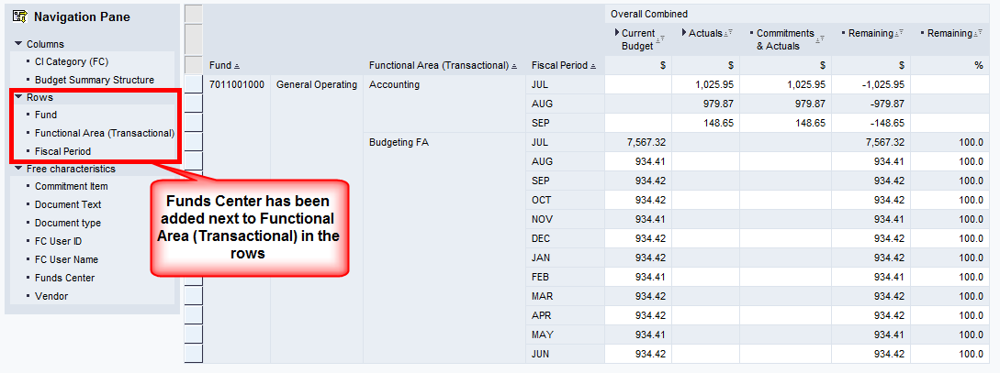 Navigation Pane
Columns
CI Category (FC)
Budget Summary Structure
Rows
Fund
Functional Area (Transactional)
Fiscal Period
Free characteristics
Commitment Item
Document Text
Document type
FC User ID
FC User Name
Funds Center
Vendor
Funds Center has been
added next to Functional
Area (Transactional) in the
rows
Overall Combined
Current Budget Actuals Commitments & Actuals Remaining Remaining
Fund Functional Area (Transactional) Fiscal Period $ $ $ $ %
7011001000 General Operating Accounting JUL 1,025.95 1,025.95 -1,025.95
AUG 979.87 979.87 -979.87
SEP 148.65 148.65 -148.65
Budgeting FA JUL 7,567.32 7,567.32 100.0
AUG 934.41 934.41 100.0
SEP 934.42 934.42 100.0
OCT 934.42 934.42 100.0
NOV 934.41 934.41 100.0
DEC 934.42 934.42 100.0
JAN 934.42 934.42 100.0
FEB 934.41 934.41 100.0
MAR 934.42 934.42 100.0
APR 934.42 934.42 100.0
MAY 934.41 934.41 100.0
JUN 934.42 934.42 100.0